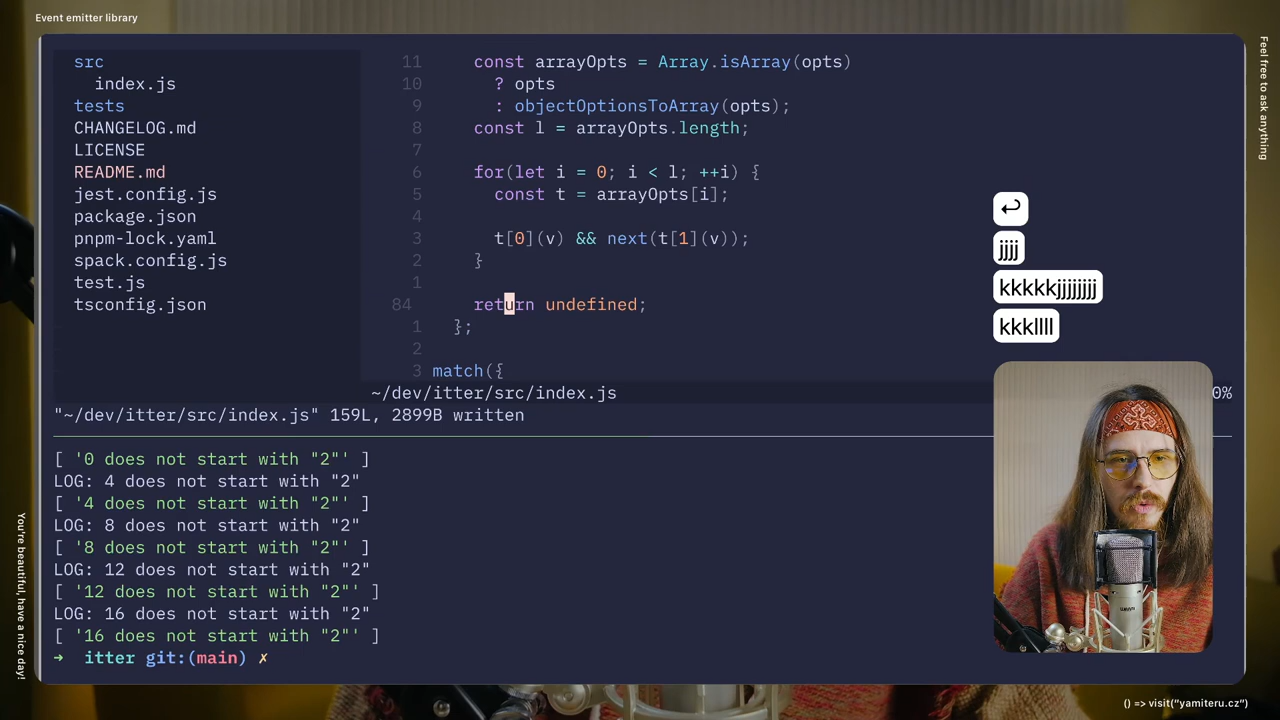 Event emitter library
Feel free to ask anything
src
index.js
tests
CHANGELOG.md
LICENSE
README.md
jest.config.js
package.json
pnpm-lock.yaml
spack.config.js
test.js
tsconfig.json
11 const arrayOpts = Array.isArray(opts)
10 ? opts
9 : objectOptionsToArray(opts);
8 const l = arrayOpts.length;
7
6 for(let i = 0; i < l; ++i) {
5 const t = arrayOpts[i];
4
3 t[0](v) && next(t[1](v));
2 }
1
84 return undefined;
1 };
2
3 match({
~/dev/itter/src/index.js 0%
"~/dev/itter/src/index.js" 159L, 2899B written
[ '0 does not start with "2"' ]
LOG: 4 does not start with "2"
[ '4 does not start with "2"' ]
LOG: 8 does not start with "2"
[ '8 does not start with "2"' ]
LOG: 12 does not start with "2"
[ '12 does not start with "2"' ]
LOG: 16 does not start with "2"
[ '16 does not start with "2"' ]
→ itter git:(main) ✗
↩
jjjj
kkkkkjjjjjjjj
kkkllll
You're beautiful, have a nice day!
() => visit("yamiteru.cz")